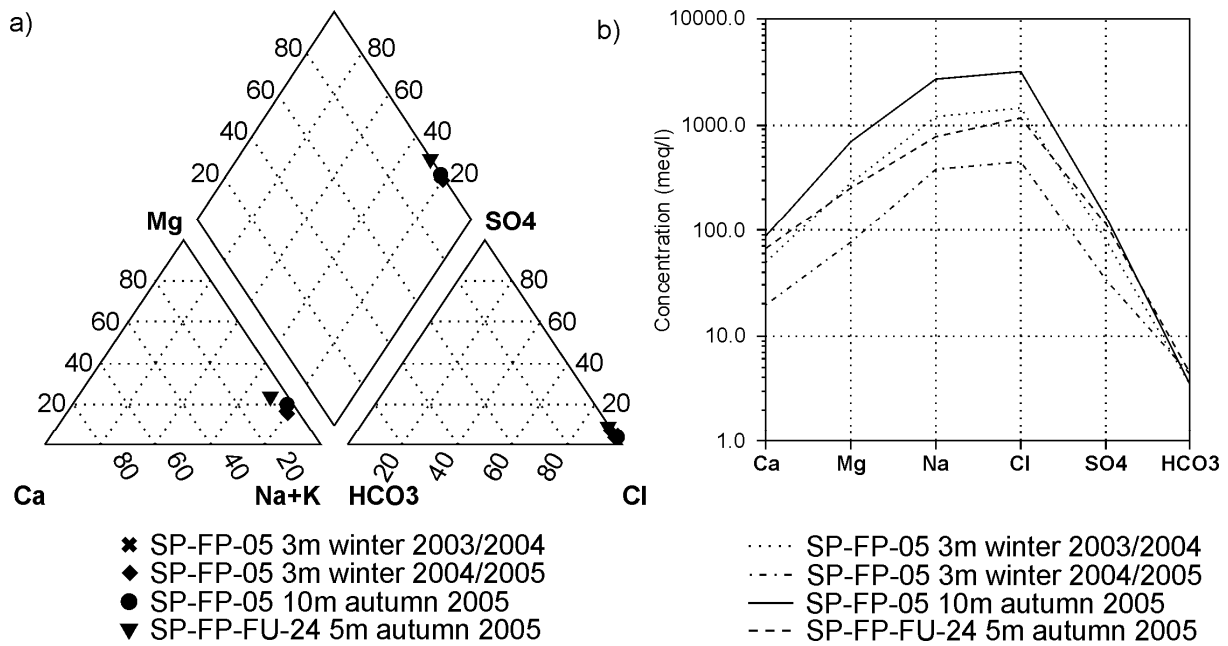 a)
80 80
60 60
40 40
20 20
Mg SO4
80 80
60 60
40 40
20 20
80 60 40 20 20 40 60 80
Ca Na+K HCO3 Cl
SP-FP-05 3m winter 2003/2004
SP-FP-05 3m winter 2004/2005
SP-FP-05 10m autumn 2005
SP-FP-FU-24 5m autumn 2005
b)
Concentration (meq/l)
10000.0
1000.0
100.0
10.0
1.0
Ca Mg Na Cl SO4 HCO3
SP-FP-05 3m winter 2003/2004
SP-FP-05 3m winter 2004/2005
SP-FP-05 10m autumn 2005
SP-FP-FU-24 5m autumn 2005